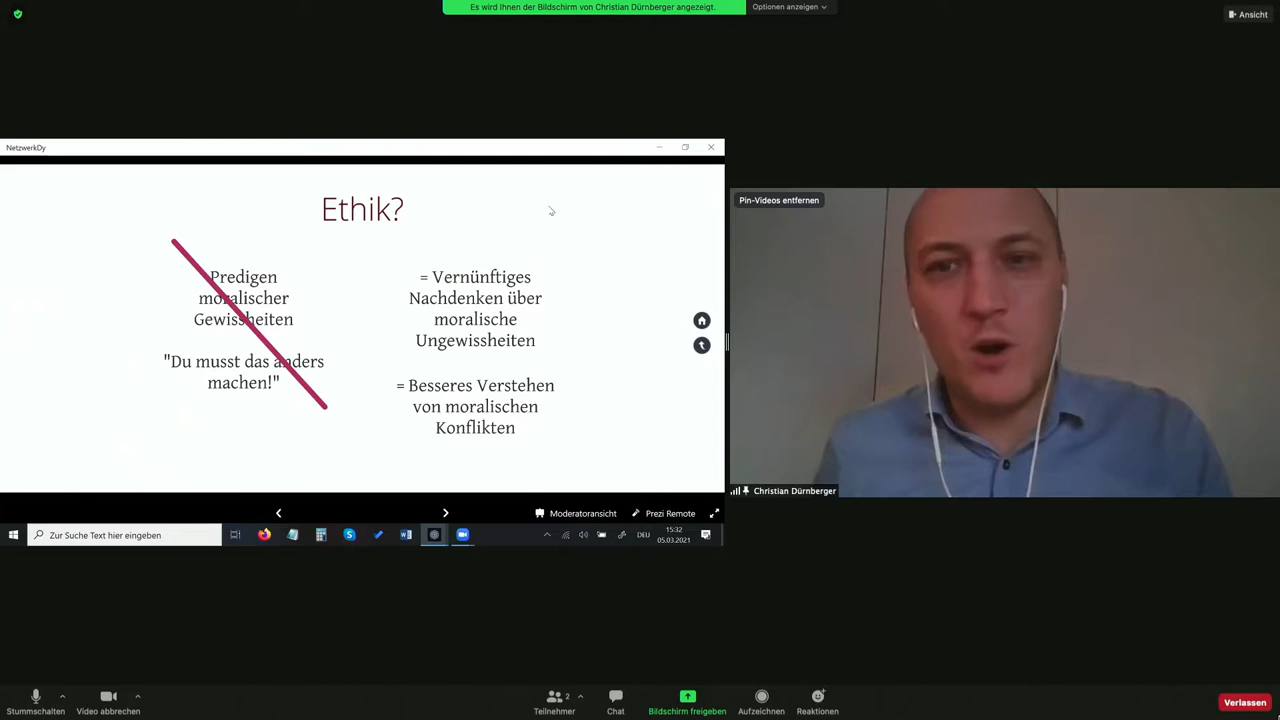 Es wird Ihnen der Bildschirm von Christian Dürnberger angezeigt.
Optionen anzeigen
Ansicht
NetzwerkDy
Ethik?
Predigen
moralischer
Gewissheiten
"Du musst das anders
machen!"
= Vernünftiges
Nachdenken über
moralische
Ungewissheiten
= Besseres Verstehen
von moralischen
Konflikten
Moderatoransicht
Prezi Remote
Zur Suche Text hier eingeben
DEU
15:32
05.03.2021
Pin-Videos entfernen
Christian Dürnberger
Stummschalten
Video abbrechen
2
Teilnehmer
Chat
Bildschirm freigeben
Aufzeichnen
Reaktionen
Verlassen